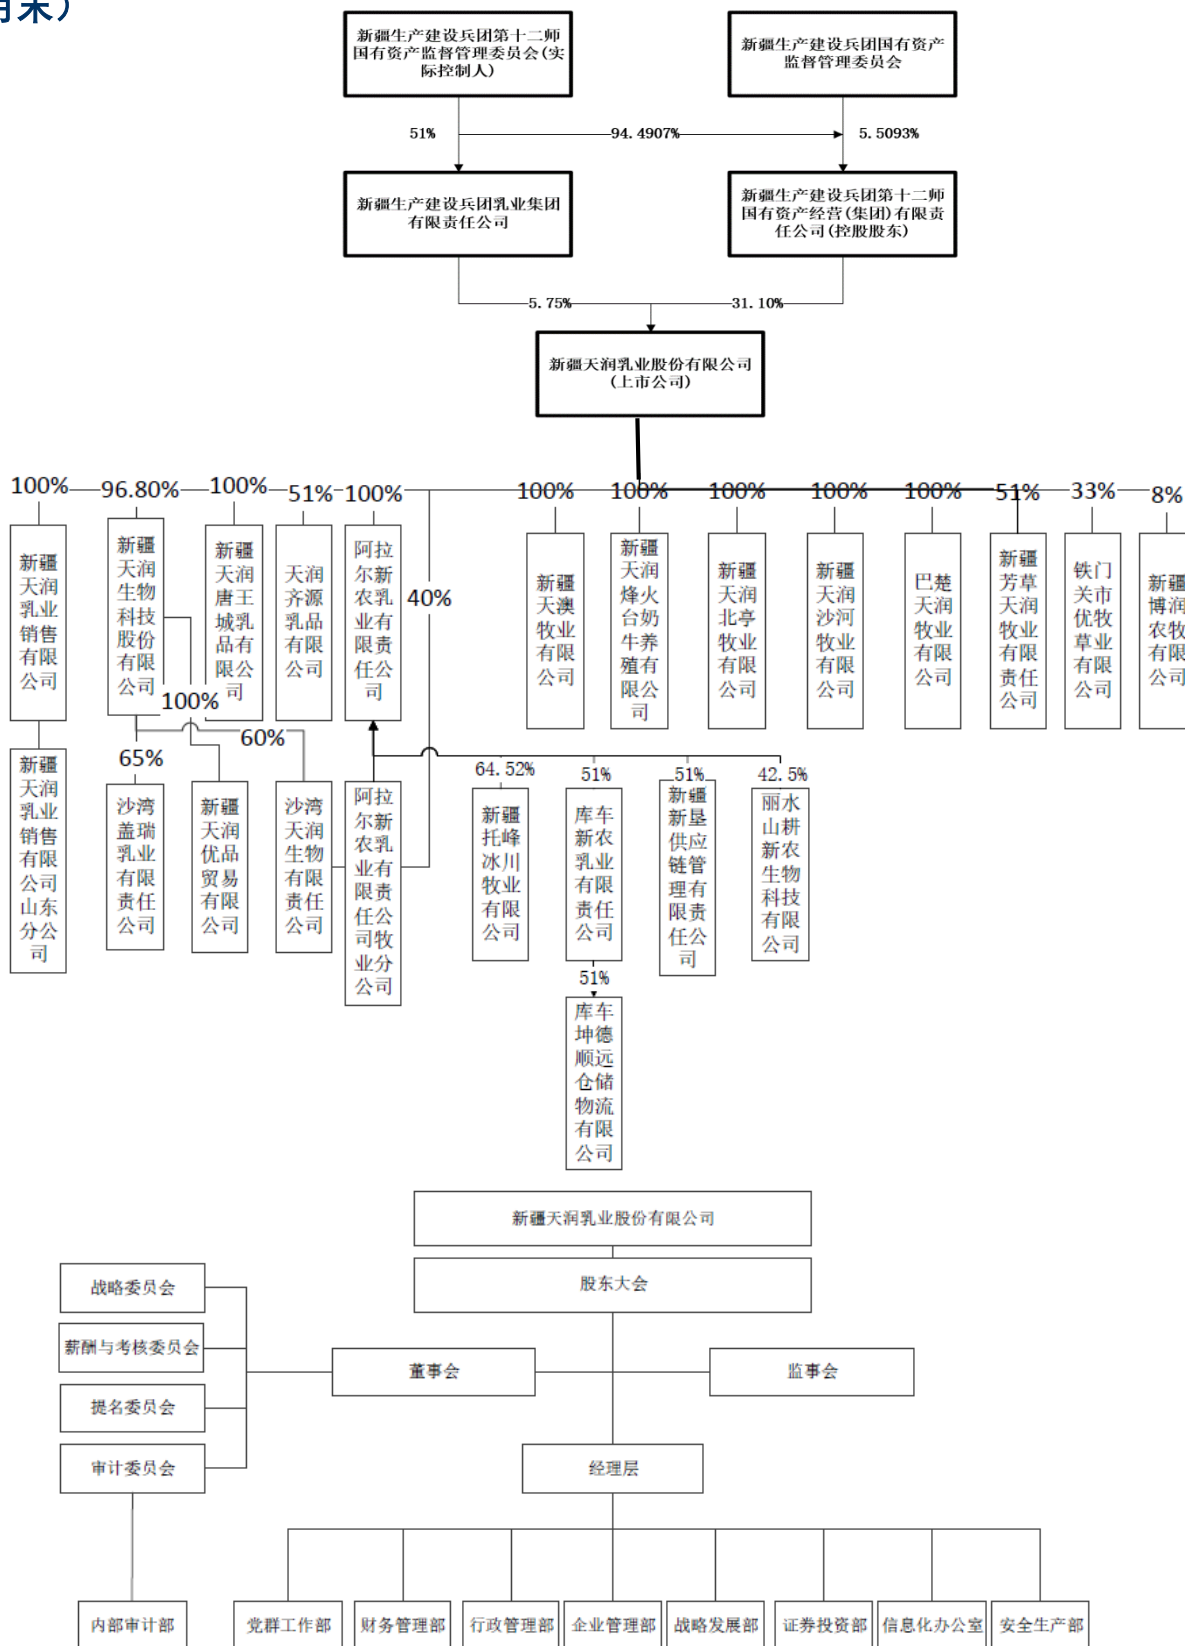 月末）
新疆生产建设兵团第十二师
国有资产监督管理委员会(实
际控制人)
新疆生产建设兵团国有资产
监督管理委员会
51%
94.4907%
5.5093%
新疆生产建设兵团乳业集团
有限责任公司
新疆生产建设兵团第十二师
国有资产经营(集团)有限责
任公司(控股股东)
5.75%
31.10%
新疆天润乳业股份有限公司
(上市公司)
100%
96.80%
100%
51%
100%
100%
100%
100%
100%
100%
51%
33%
8%
新疆
天润
乳业
销售
有限
公司
新疆
天润
生物
科技
股份
有限
公司
新疆
天润
唐王
城乳
品有
限公
司
天润
齐源
乳品
有限
公司
阿拉
尔新
农乳
业有
限责
任公
司
40%
新疆
天澳
牧业
有限
公司
新疆
天润
烽火
台奶
牛养
殖有
限公
司
新疆
天润
北亭
牧业
有限
公司
新疆
天润
沙河
牧业
有限
公司
巴楚
天润
牧业
有限
公司
新疆
芳草
天润
牧业
有限
责任
公司
铁门
关市
优牧
草业
有限
公司
新疆
博润
农牧
有限
公司
100%
60%
65%
64.52%
51%
51%
42.5%
新疆
天润
乳业
销售
有限
公司
山东
分公
司
沙湾
盖瑞
乳业
有限
责任
公司
新疆
天润
优品
贸易
有限
公司
沙湾
天润
生物
有限
责任
公司
阿拉
尔新
农乳
业有
限责
任公
司牧
业分
公司
新疆
托峰
冰川
牧业
有限
公司
库车
新农
乳业
有限
责任
公司
新疆
新垦
供应
链管
理有
限责
任公
司
丽水
山耕
新农
生物
科技
有限
公司
51%
库车
坤德
顺远
仓储
物流
有限
公司
新疆天润乳业股份有限公司
股东大会
战略委员会
薪酬与考核委员会
董事会
监事会
提名委员会
审计委员会
经理层
内部审计部
党群工作部
财务管理部
行政管理部
企业管理部
战略发展部
证券投资部
信息化办公室
安全生产部